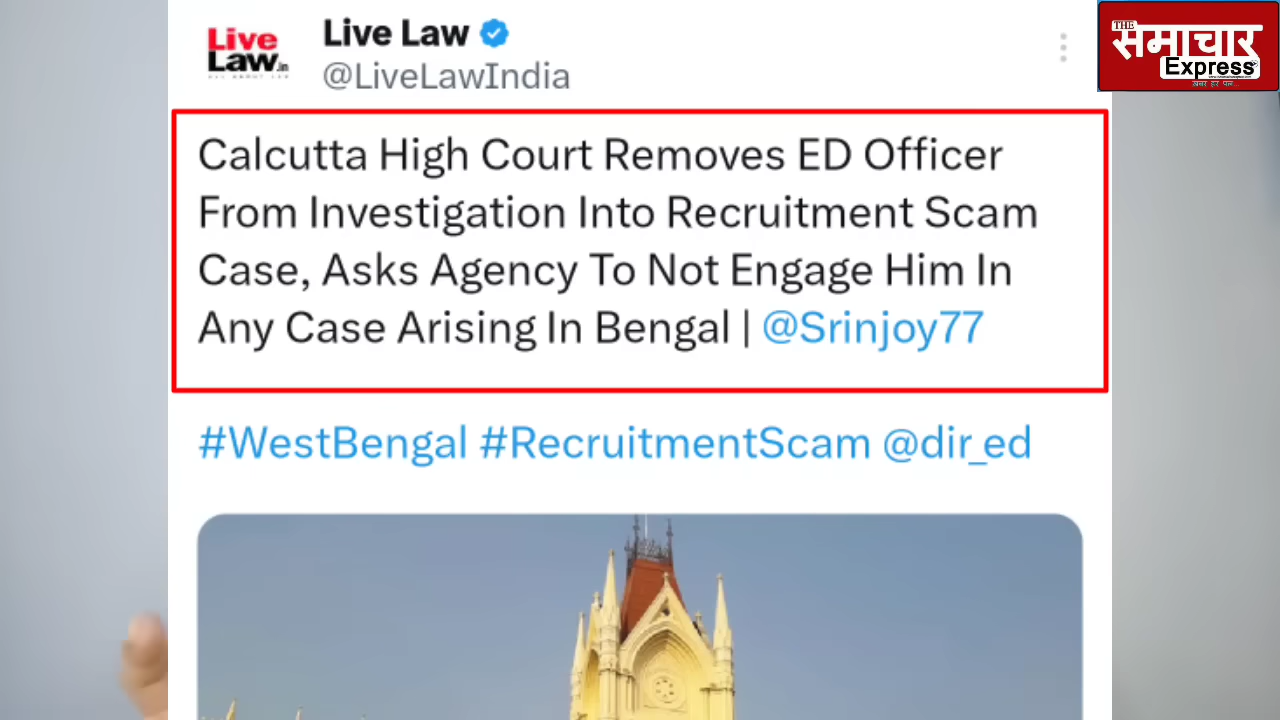 Live Law
@LiveLawIndia
Live
Law.in
THE
समाचार
Express
Calcutta High Court Removes ED Officer
From Investigation Into Recruitment Scam
Case, Asks Agency To Not Engage Him In
Any Case Arising In Bengal | @Srinjoy77
#WestBengal #RecruitmentScam @dir_ed